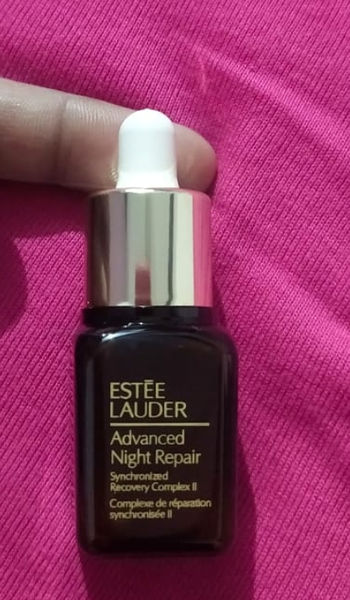 ESTĒE
LAUDER
Advanced
Night Repair
Synchronized
Recovery Complex II
Complexe de réparation
synchronisée II